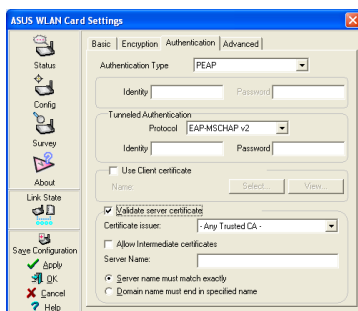 ASUS WLAN Card Settings
Status
Config
Survey
About
Link State
Save Configuration
Apply
OK
Cancel
Help
Basic Encryption Authentication Advanced
Authentication Type PEAP
Identity Password
Tunneled Authentication
Protocol EAP-MSCHAP v2
Identity Password
Use Client certificate
Name: Select... View...
Validate server certificate
Certificate issuer: - Any Trusted CA -
Allow Intermediate certificates
Server Name:
Server name must match exactly
Domain name must end in specified name